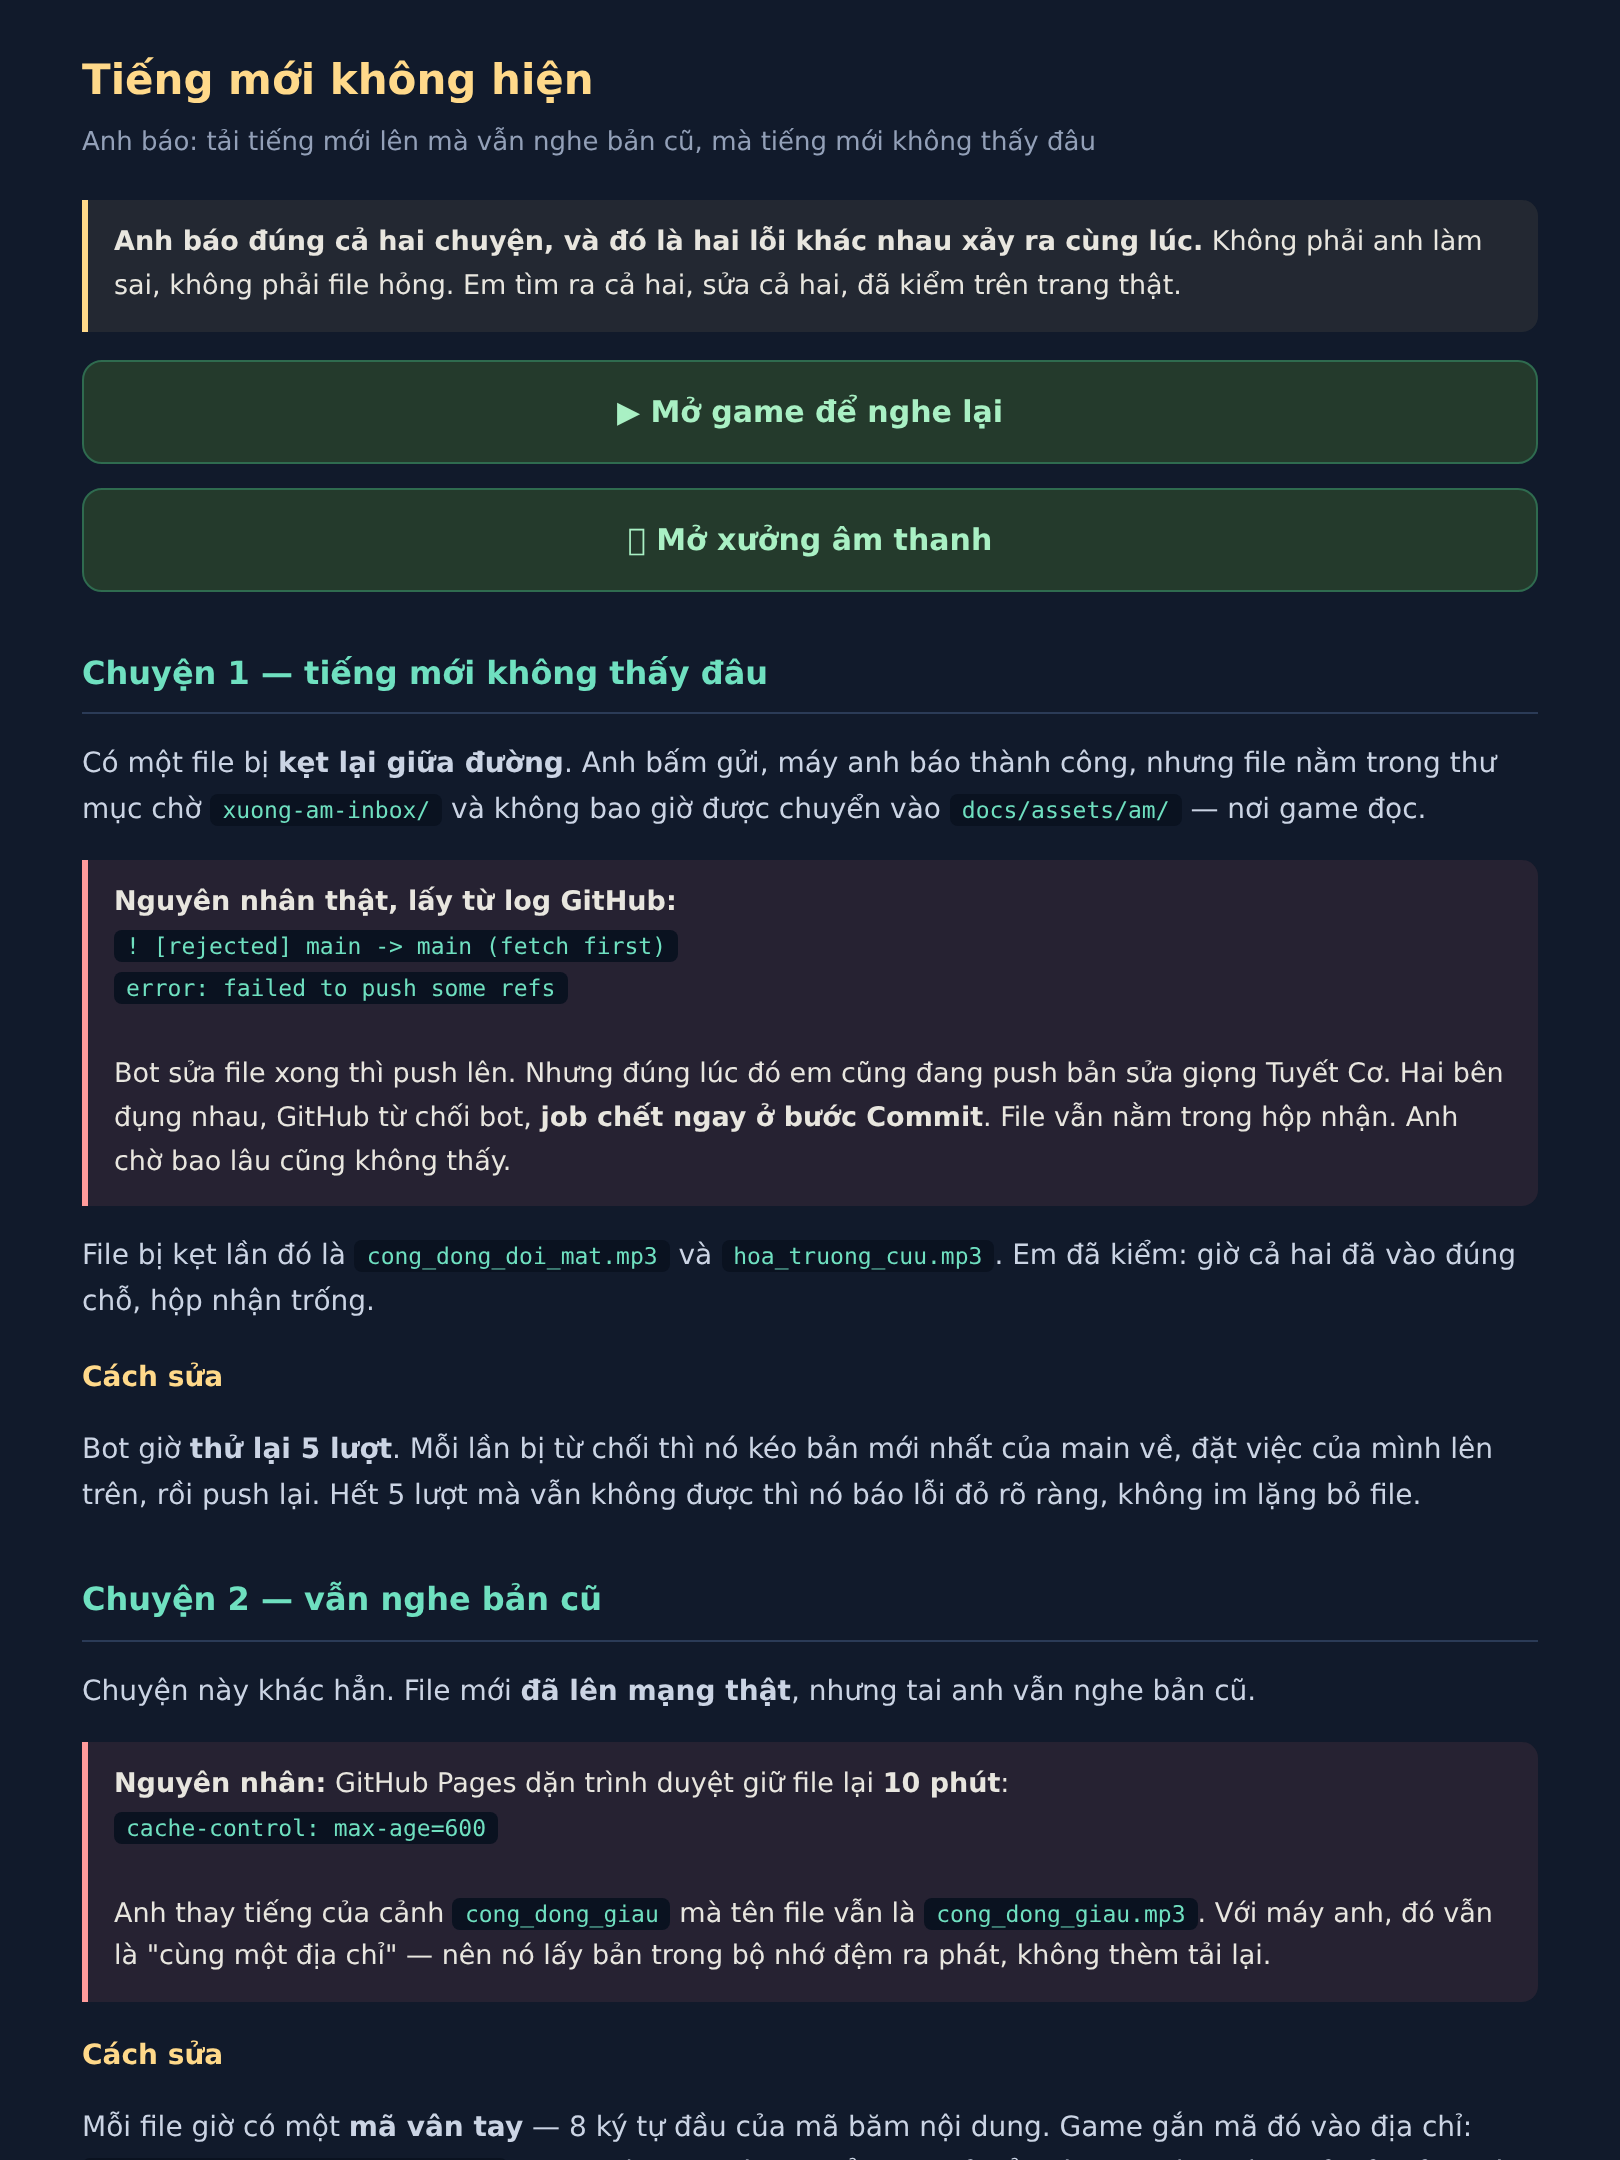 Tiếng mới không hiện
Anh báo: tải tiếng mới lên mà vẫn nghe bản cũ, mà tiếng mới không thấy đâu
Anh báo đúng cả hai chuyện, và đó là hai lỗi khác nhau xảy ra cùng lúc. Không phải anh làm
sai, không phải file hỏng. Em tìm ra cả hai, sửa cả hai, đã kiểm trên trang thật.
▶ Mở game để nghe lại
Mở xưởng âm thanh
Chuyện 1 — tiếng mới không thấy đâu
Có một file bị kẹt lại giữa đường. Anh bấm gửi, máy anh báo thành công, nhưng file nằm trong thư
mục chờ xuong-am-inbox/ và không bao giờ được chuyển vào docs/assets/am/ — nơi game đọc.
Nguyên nhân thật, lấy từ log GitHub:
! [rejected] main -> main (fetch first)
error: failed to push some refs
Bot sửa file xong thì push lên. Nhưng đúng lúc đó em cũng đang push bản sửa giọng Tuyết Cơ. Hai bên
đụng nhau, GitHub từ chối bot, job chết ngay ở bước Commit. File vẫn nằm trong hộp nhận. Anh
chờ bao lâu cũng không thấy.
File bị kẹt lần đó là cong_dong_doi_mat.mp3 và hoa_truong_cuu.mp3. Em đã kiểm: giờ cả hai đã vào đúng
chỗ, hộp nhận trống.
Cách sửa
Bot giờ thử lại 5 lượt. Mỗi lần bị từ chối thì nó kéo bản mới nhất của main về, đặt việc của mình lên
trên, rồi push lại. Hết 5 lượt mà vẫn không được thì nó báo lỗi đỏ rõ ràng, không im lặng bỏ file.
Chuyện 2 — vẫn nghe bản cũ
Chuyện này khác hẳn. File mới đã lên mạng thật, nhưng tai anh vẫn nghe bản cũ.
Nguyên nhân: GitHub Pages dặn trình duyệt giữ file lại 10 phút:
cache-control: max-age=600
Anh thay tiếng của cảnh cong_dong_giau mà tên file vẫn là cong_dong_giau.mp3. Với máy anh, đó vẫn
là "cùng một địa chỉ" — nên nó lấy bản trong bộ nhớ đệm ra phát, không thèm tải lại.
Cách sửa
Mỗi file giờ có một mã vân tay — 8 ký tự đầu của mã băm nội dung. Game gắn mã đó vào địa chỉ: